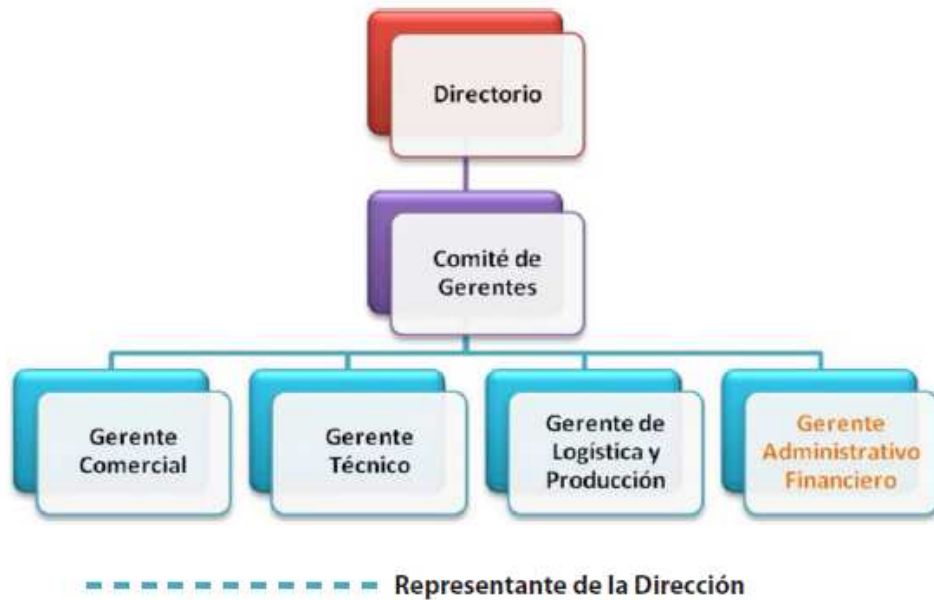 Directorio
Comité de
Gerentes
Gerente
Comercial
Gerente
Técnico
Gerente de
Logística y
Producción
Gerente
Administrativo
Financiero
Representante de la Dirección